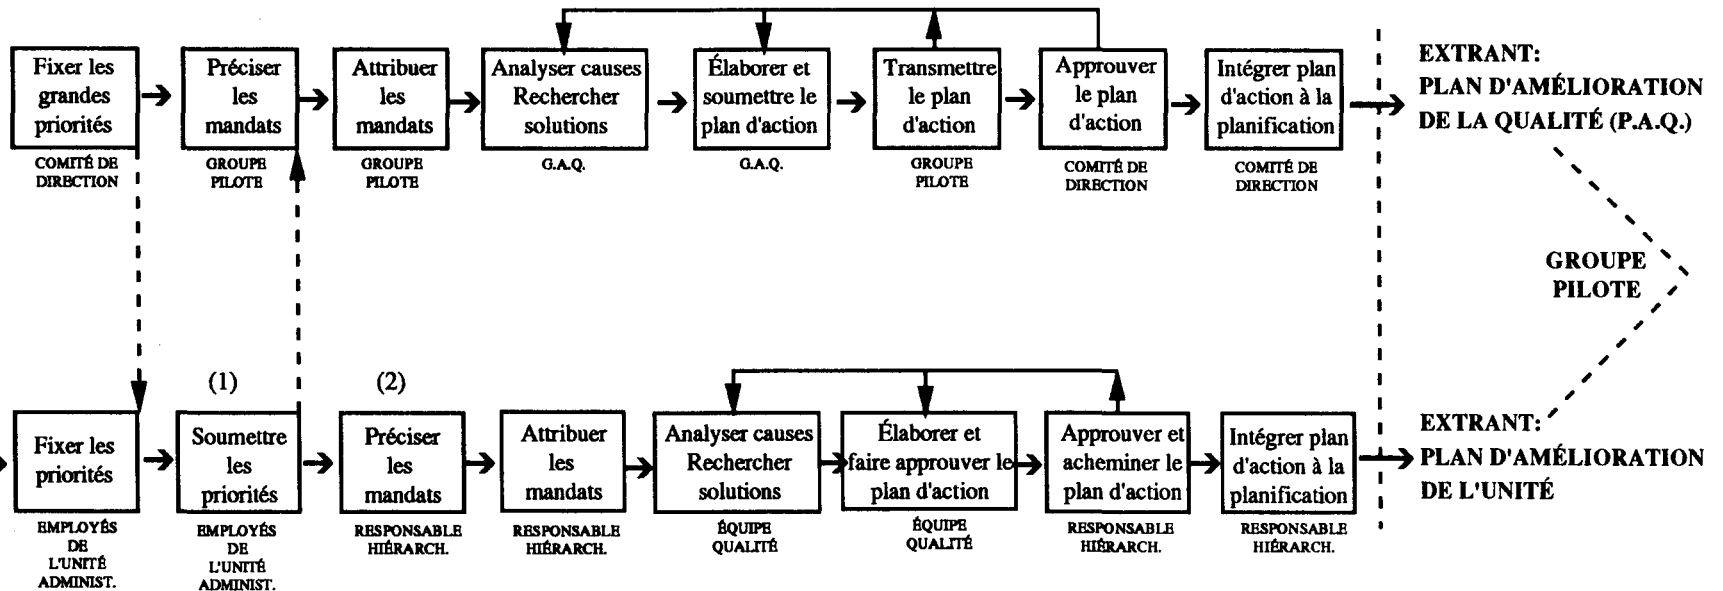 Fixer les
grandes
priorités
COMITÉ DE
DIRECTION
Préciser
les
mandats
GROUPE
PILOTE
Attribuer
les
mandats
GROUPE
PILOTE
Analyser causes
Rechercher
solutions
G.A.Q.
Élaborer et
soumettre le
plan d'action
G.A.Q.
Transmettre
le plan
d'action
GROUPE
PILOTE
Approuver
le plan
d'action
COMITÉ DE
DIRECTION
Intégrer plan
d'action à la
planification
COMITÉ DE
DIRECTION
EXTRANT:
PLAN D'AMÉLIORATION
DE LA QUALITÉ (P.A.Q.)
GROUPE
PILOTE
Fixer les
priorités
EMPLOYÉS
DE
L'UNITÉ
ADMINIST.
(1)
Soumettre
les
priorités
EMPLOYÉS
DE
L'UNITÉ
ADMINIST.
(2)
Préciser
les
mandats
RESPONSABLE
HIÉRARCH.
Attribuer
les
mandats
RESPONSABLE
HIÉRARCH.
Analyser causes
Rechercher
solutions
ÉQUIPE
QUALITÉ
Élaborer et
faire approuver le
plan d'action
ÉQUIPE
QUALITÉ
Approuver et
acheminer le
plan d'action
RESPONSABLE
HIÉRARCH.
Intégrer plan
d'action à la
planification
RESPONSABLE
HIÉRARCH.
EXTRANT:
PLAN D'AMÉLIORATION
DE L'UNITÉ